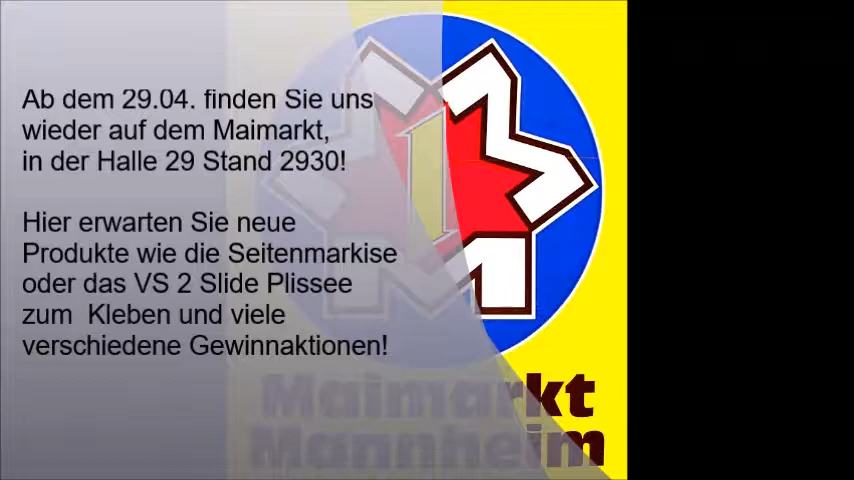 Ab dem 29.04. finden Sie uns
wieder auf dem Maimarkt,
in der Halle 29 Stand 2930!
Hier erwarten Sie neue
Produkte wie die Seitenmarkise
oder das VS 2 Slide Plissee
zum  Kleben und viele
verschiedene Gewinnaktionen!
Maimarkt
Mannheim